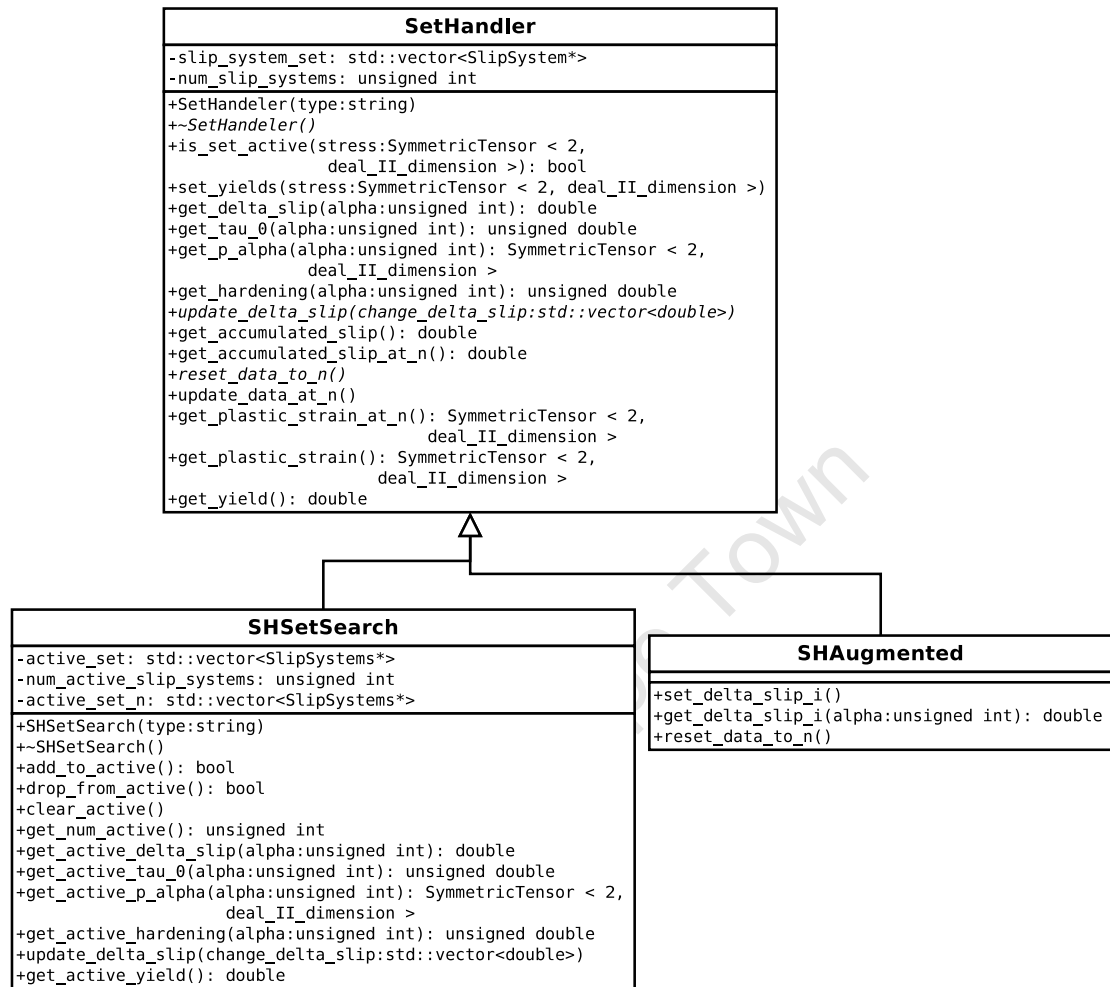 SetHandler
-slip_system_set: std::vector<SlipSystem*>
-num_slip_systems: unsigned int
+SetHandeler(type:string)
+~SetHandeler()
+is_set_active(stress:SymmetricTensor < 2,
deal_II_dimension >): bool
+set_yields(stress:SymmetricTensor < 2, deal_II_dimension >)
+get_delta_slip(alpha:unsigned int): double
+get_tau_0(alpha:unsigned int): unsigned double
+get_p_alpha(alpha:unsigned int): SymmetricTensor < 2,
deal_II_dimension >
+get_hardening(alpha:unsigned int): unsigned double
+update_delta_slip(change_delta_slip:std::vector<double>)
+get_accumulated_slip(): double
+get_accumulated_slip_at_n(): double
+reset_data_to_n()
+update_data_at_n()
+get_plastic_strain_at_n(): SymmetricTensor < 2,
deal_II_dimension >
+get_plastic_strain(): SymmetricTensor < 2,
deal_II_dimension >
+get_yield(): double
Town
SHSetSearch
-active_set: std::vector<SlipSystems*>
-num_active_slip_systems: unsigned int
-active_set_n: std::vector<SlipSystems*>
+SHSetSearch(type:string)
+~SHSetSearch()
+add_to_active(): bool
+drop_from_active(): bool
+clear_active()
+get_num_active(): unsigned int
+get_active_delta_slip(alpha:unsigned int): double
+get_active_tau_0(alpha:unsigned int): unsigned double
+get_active_p_alpha(alpha:unsigned int): SymmetricTensor < 2,
deal_II_dimension >
+get_active_hardening(alpha:unsigned int): unsigned double
+update_delta_slip(change_delta_slip:std::vector<double>)
+get_active_yield(): double
SHAugmented
+set_delta_slip_i()
+get_delta_slip_i(alpha:unsigned int): double
+reset_data_to_n()